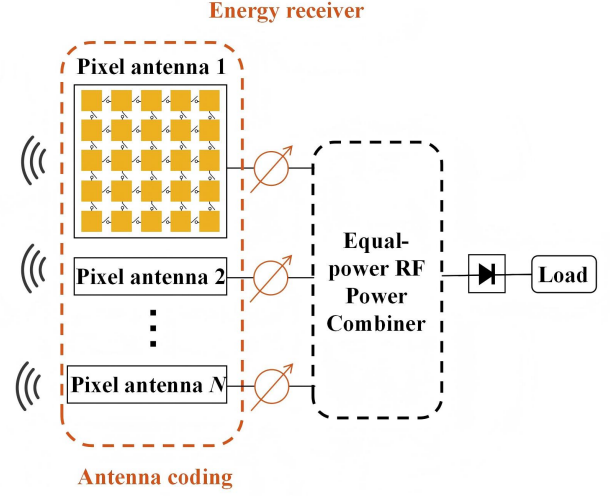 Energy receiver
Pixel antenna 1
Pixel antenna 2
Pixel antenna N
Equal-
power RF
Power
Combiner
Load
Antenna coding